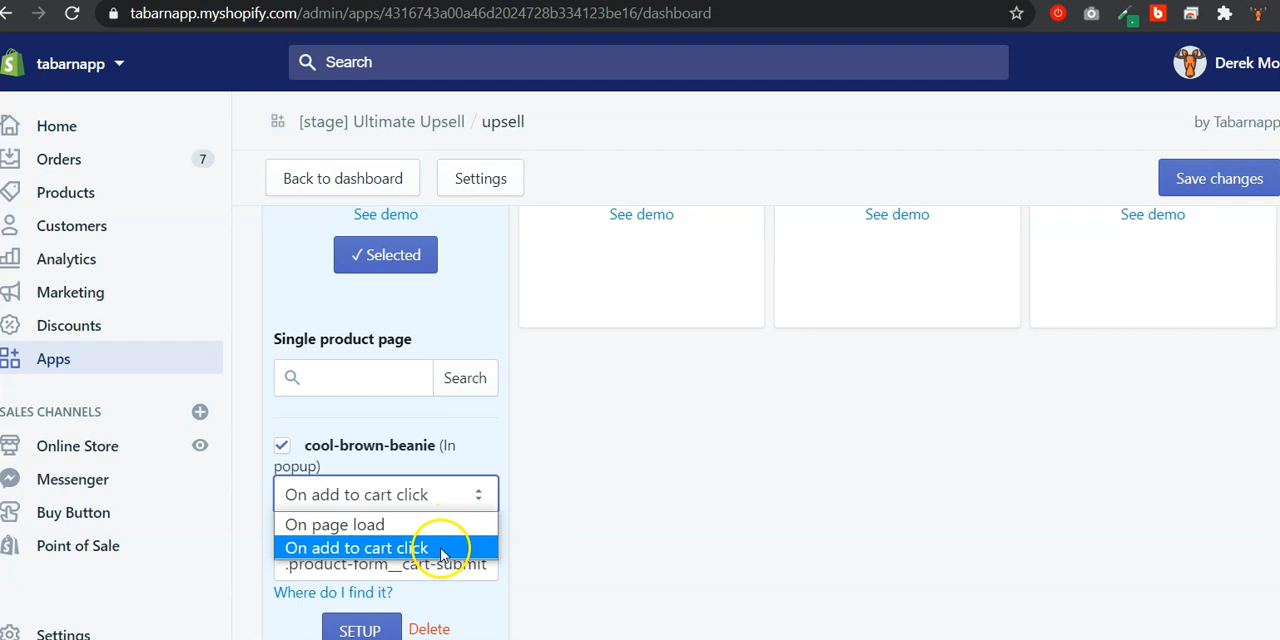 tabarnapp.myshopify.com/admin/apps/4316743a00a46d2024728b334123be16/dashboard
tabarnapp
Search
Derek Mo
Home
Orders
7
Products
Customers
Analytics
Marketing
Discounts
Apps
SALES CHANNELS
Online Store
Messenger
Buy Button
Point of Sale
Settings
[stage] Ultimate Upsell / upsell
by Tabarnapp
Back to dashboard
Settings
Save changes
See demo
See demo
See demo
See demo
✓ Selected
Single product page
Search
cool-brown-beanie (In
popup)
On add to cart click
On page load
On add to cart click
.product-form__cart-submit
Where do I find it?
SETUP
Delete